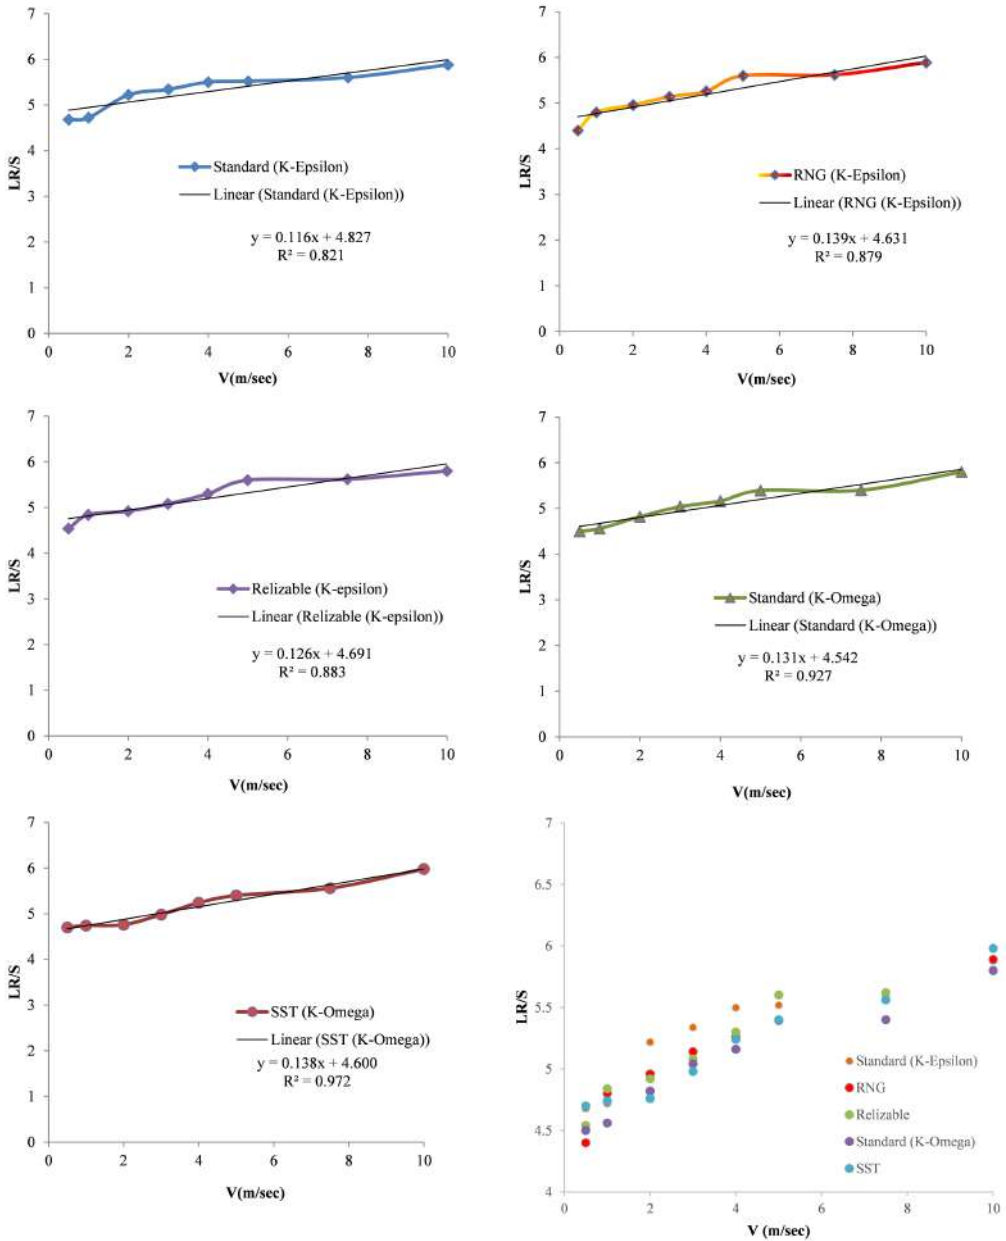 7
6
5
4
3
2
1
0
LR/S
Standard (K-Epsilon)
Linear (Standard (K-Epsilon))
y = 0.116x + 4.827
R² = 0.821
0 2 4 6 8 10
V(m/sec)
7
6
5
4
3
2
1
0
LR/S
RNG (K-Epsilon)
Linear (RNG (K-Epsilon))
y = 0.139x + 4.631
R² = 0.879
0 2 4 6 8 10
V(m/sec)
7
6
5
4
3
2
1
0
LR/S
Relizable (K-epsilon)
Linear (Relizable (K-epsilon))
y = 0.126x + 4.691
R² = 0.883
0 2 4 6 8 10
V(m/sec)
7
6
5
4
3
2
1
0
LR/S
Standard (K-Omega)
Linear (Standard (K-Omega))
y = 0.131x + 4.542
R² = 0.927
0 2 4 6 8 10
V(m/sec)
7
6
5
4
3
2
1
0
LR/S
SST (K-Omega)
Linear (SST (K-Omega))
y = 0.138x + 4.600
R² = 0.972
0 2 4 6 8 10
V(m/sec)
7
6.5
6
5.5
5
4.5
4
LR/S
Standard (K-Epsilon)
RNG
Relizable
Standard (K-Omega)
SST
0 2 4 6 8 10
V (m/sec)